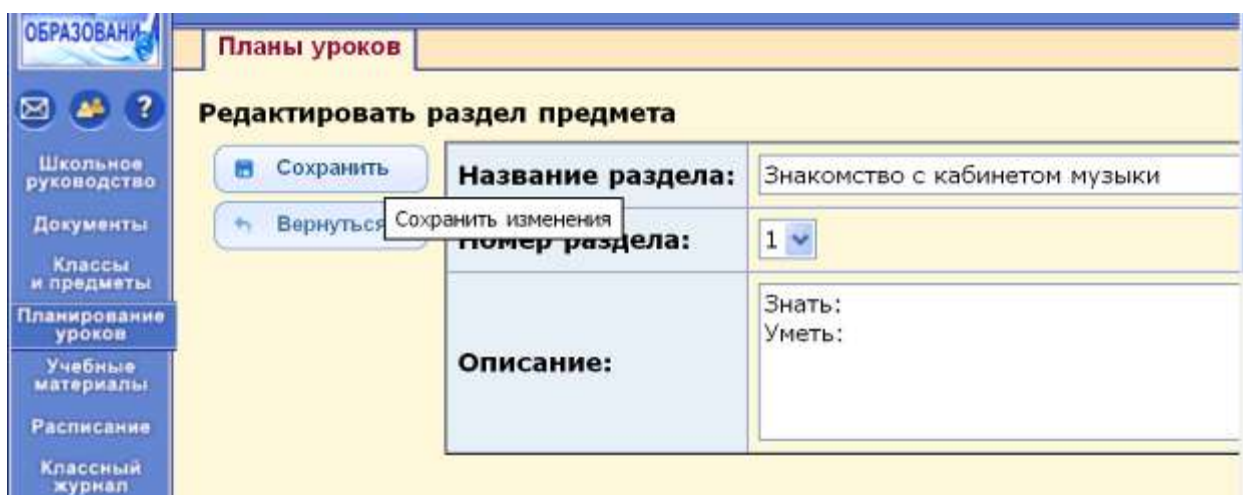 ОБРАЗОВАНИ
Планы уроков
Редактировать раздел предмета
Школьное
руководство
Документы
Классы
и предметы
Планирование
уроков
Учебные
материалы
Расписание
Классный
журнал
Сохранить
Вернуться
Сохранить изменения
Название раздела:
Знакомство с кабинетом музыки
Номер раздела:
1
Описание:
Знать:
Уметь: